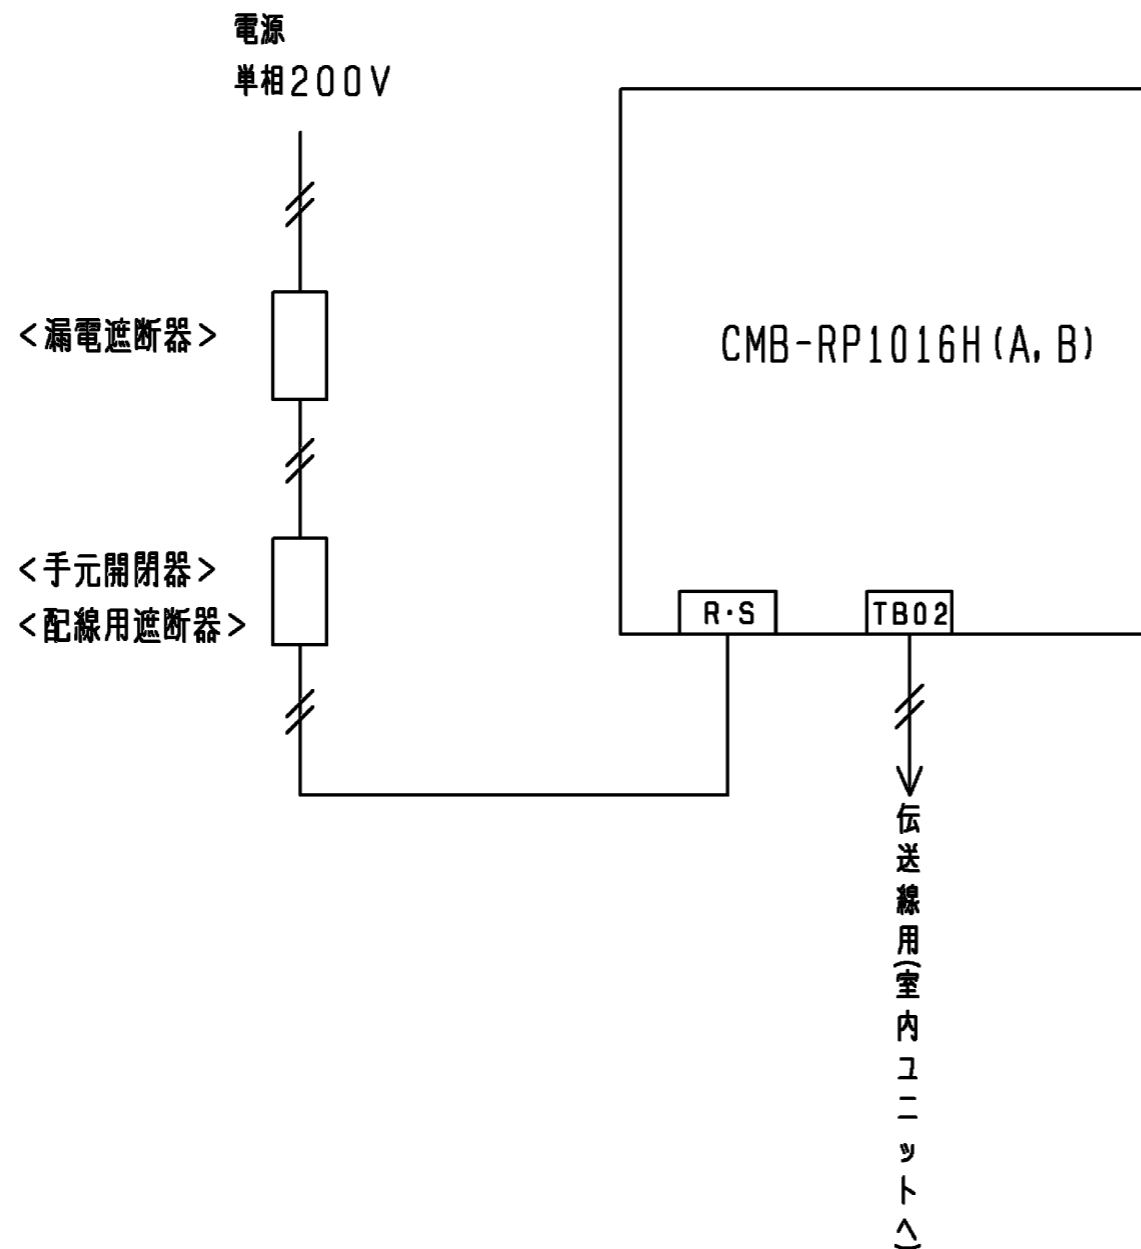 電源
単相200V
<漏電遮断器>
CMB-RP1016H(A,B)
<手元開閉器>
<配線用遮断器>
R·S
TB02
伝送線用(室内ユニットへ)